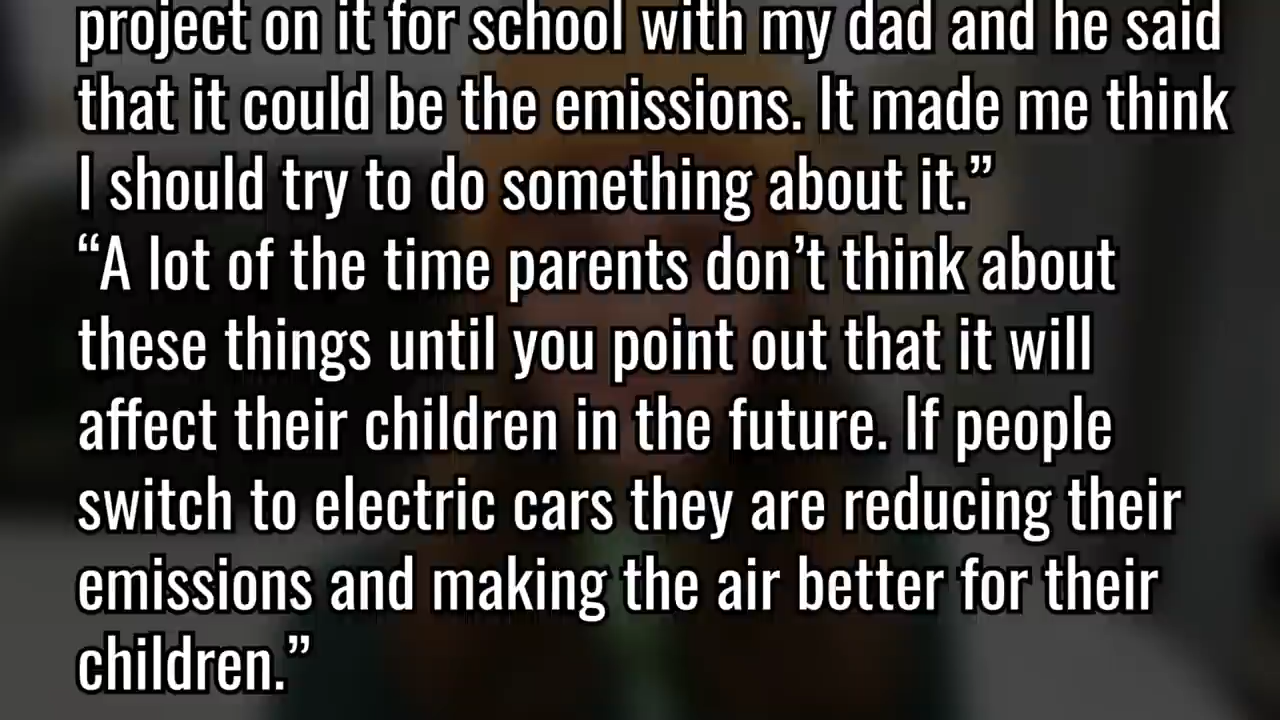 project on it for school with my dad and he said
that it could be the emissions. It made me think
I should try to do something about it.”
“A lot of the time parents don’t think about
these things until you point out that it will
affect their children in the future. If people
switch to electric cars they are reducing their
emissions and making the air better for their
children.”